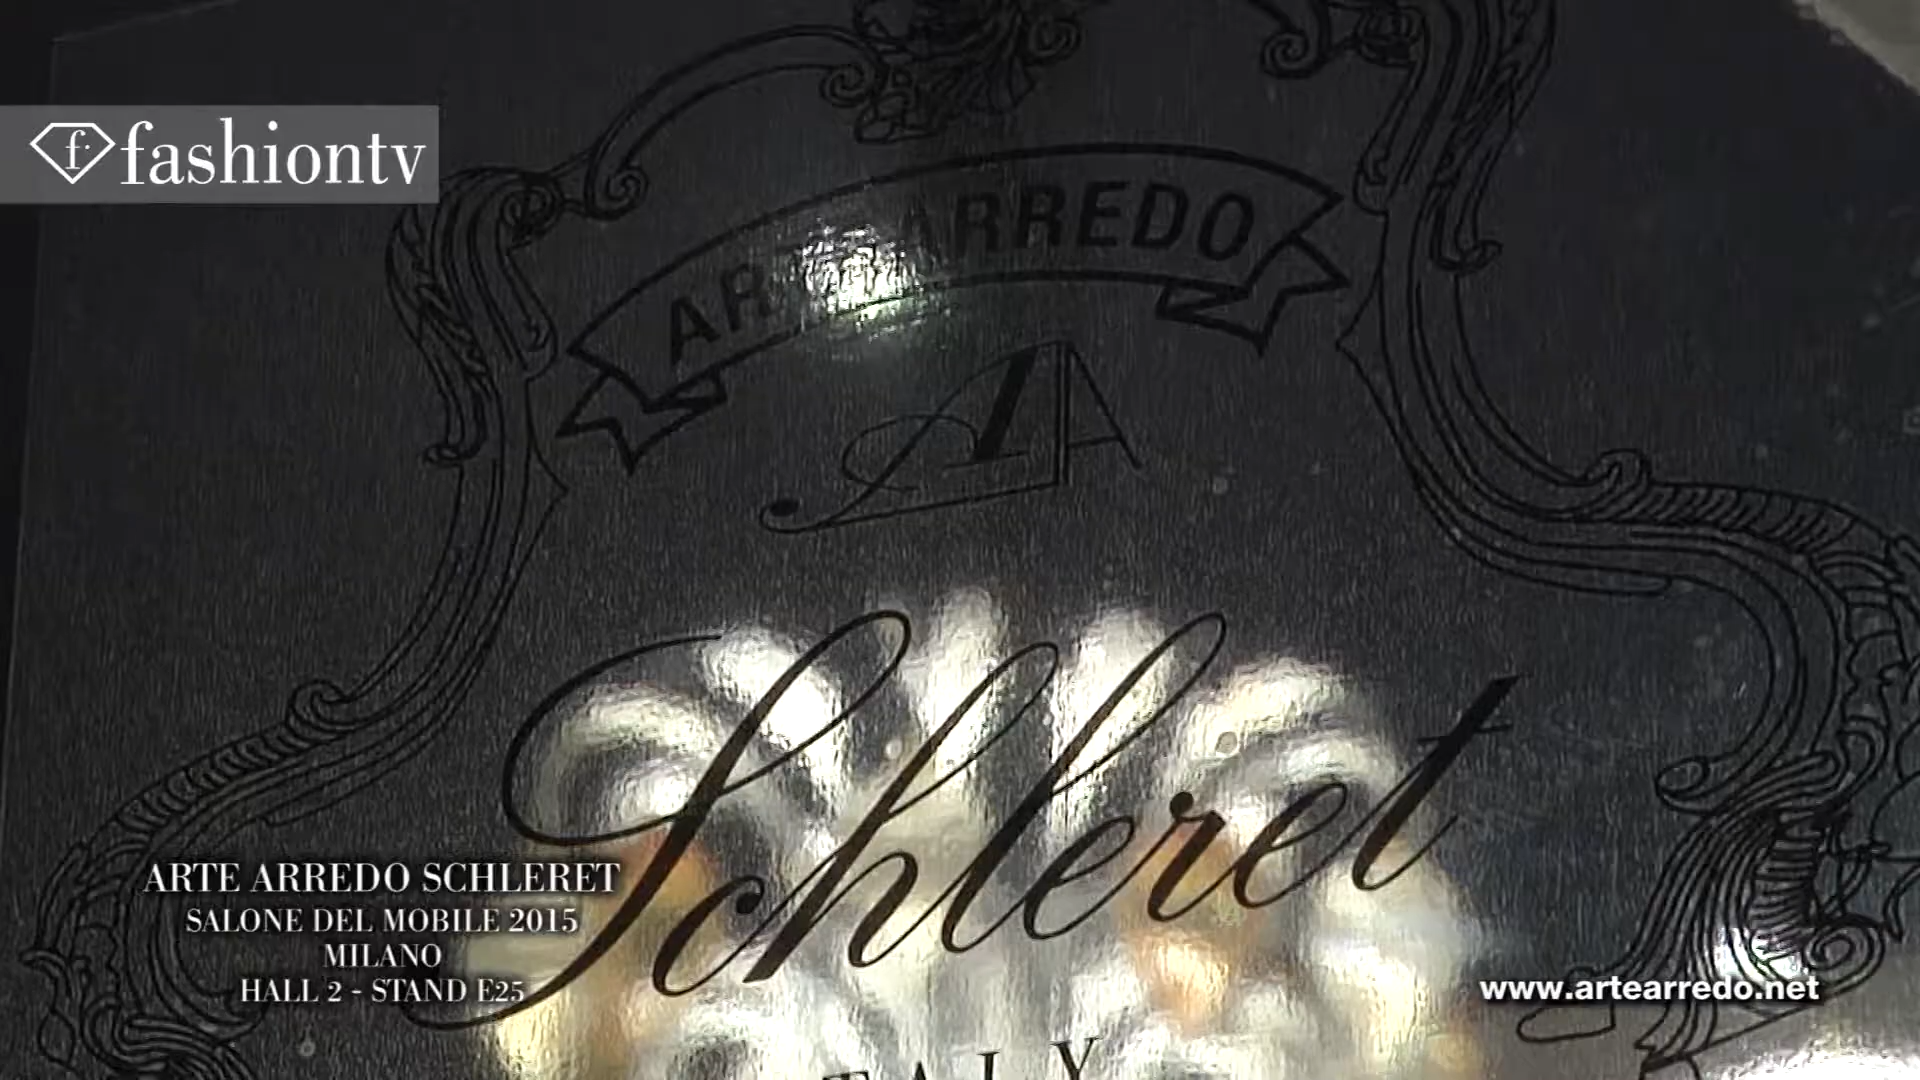 fashiontv
ARREDO
Schleret
ARTE ARREDO SCHLERET
SALONE DEL MOBILE 2015
MILANO
HALL 2 - STAND E25
www.artearredo.net